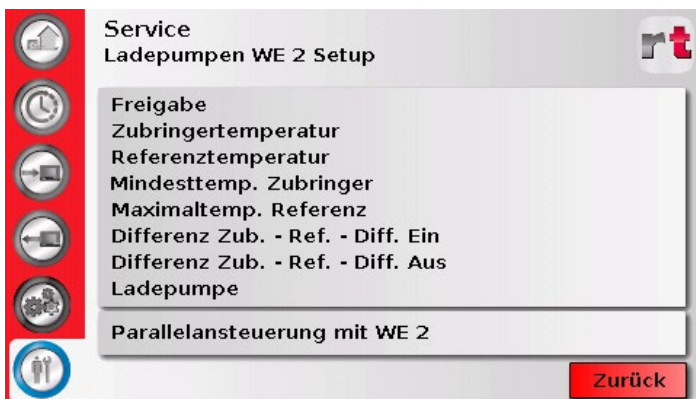 Service
Ladepumpen WE 2 Setup
rt
Freigabe
Zubringertemperatur
Referenztemperatur
Mindesttemp. Zubringer
Maximaltemp. Referenz
Differenz Zub. - Ref. - Diff. Ein
Differenz Zub. - Ref. - Diff. Aus
Ladepumpe
Parallelansteuerung mit WE 2
Zurück